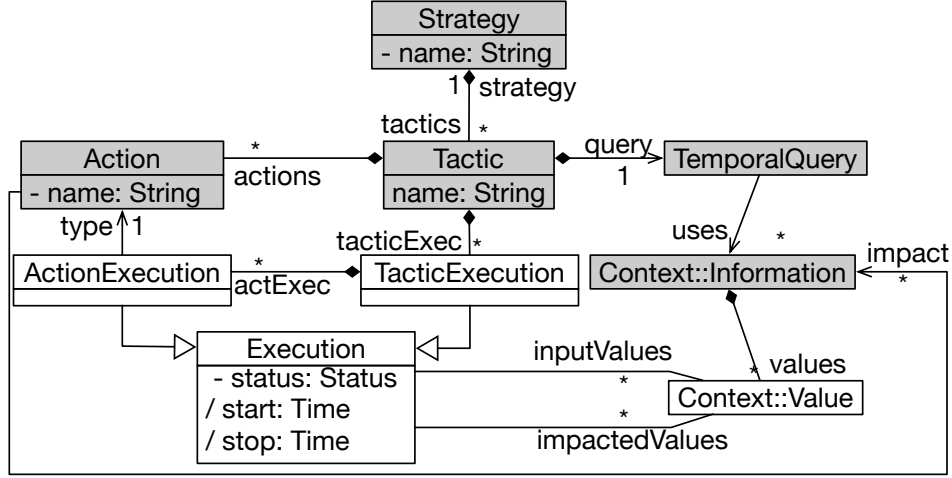 Strategy
- name: String
1
strategy
tactics
*
Action
- name: String
*
actions
Tactic
name: String
query
1
TemporalQuery
type
1
tacticExec
*
uses
*
ActionExecution
*
actExec
TacticExecution
Context::Information
impact
*
Execution
- status: Status
/ start: Time
/ stop: Time
inputValues
*
* values
Context::Value
*
impactedValues